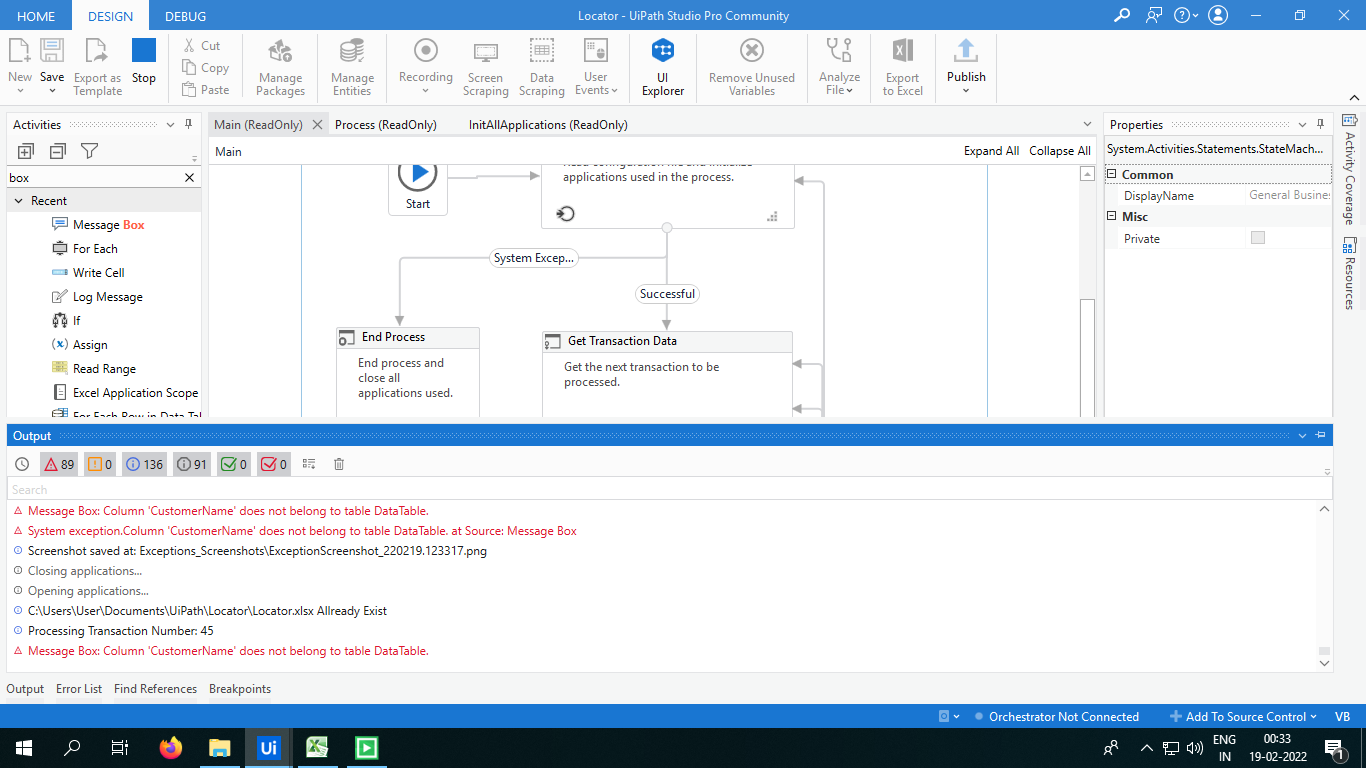 HOME DESIGN DEBUG Locator - UiPath Studio Pro Community
New Save Export as Template Stop Cut Copy Paste Manage Packages Manage Entities Recording Screen Scraping Data Scraping User Events UI Explorer Remove Unused Variables Analyze File Export to Excel Publish
Activities
box
Recent
Message Box
For Each
Write Cell
Log Message
If
Assign
Read Range
Excel Application Scope
For Each Row in Data Tal
Main (ReadOnly) Process (ReadOnly) InitAllApplications (ReadOnly)
Main Expand All Collapse All
Start
Read configuration file and initialize
applications used in the process.
System Excep...
Successful
End Process
End process and
close all
applications used.
Get Transaction Data
Get the next transaction to be
processed.
Properties
System.Activities.Statements.StateMach...
Common
DisplayName General Busine
Misc
Private
Activity Coverage
Resources
Output
89 0 136 91 0 0
Search
Message Box: Column 'CustomerName' does not belong to table DataTable.
System exception.Column 'CustomerName' does not belong to table DataTable. at Source: Message Box
Screenshot saved at: Exceptions_Screenshots\ExceptionScreenshot_220219.123317.png
Closing applications...
Opening applications...
C:\Users\User\Documents\UiPath\Locator\Locator.xlsx Allready Exist
Processing Transaction Number: 45
Message Box: Column 'CustomerName' does not belong to table DataTable.
Output Error List Find References Breakpoints
Orchestrator Not Connected Add To Source Control VB
Ui ENG 00:33
IN 19-02-2022 1